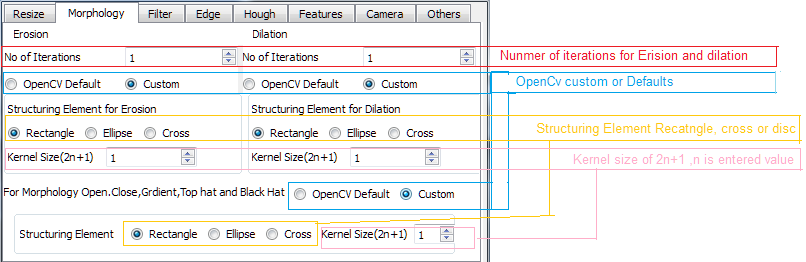 Resize Morphology Filter Edge Hough Features Camera Others
Erosion Dilation
No of Iterations 1 No of Iterations 1 Nunmer of iterations for Erision and dilation
OpenCV Default Custom OpenCV Default Custom OpenCv custom or Defaults
Structuring Element for Erosion Structuring Element for Dilation
Rectangle Ellipse Cross Rectangle Ellipse Cross Structuring Element Recatngle, cross or disc
Kernel Size(2n+1) 1 Kernel Size(2n+1) 1 Kernel size of 2n+1 ,n is entered value
For Morphology Open.Close,Grdient,Top hat and Black Hat OpenCV Default Custom
Structuring Element Rectangle Ellipse Cross Kernel Size(2n+1) 1